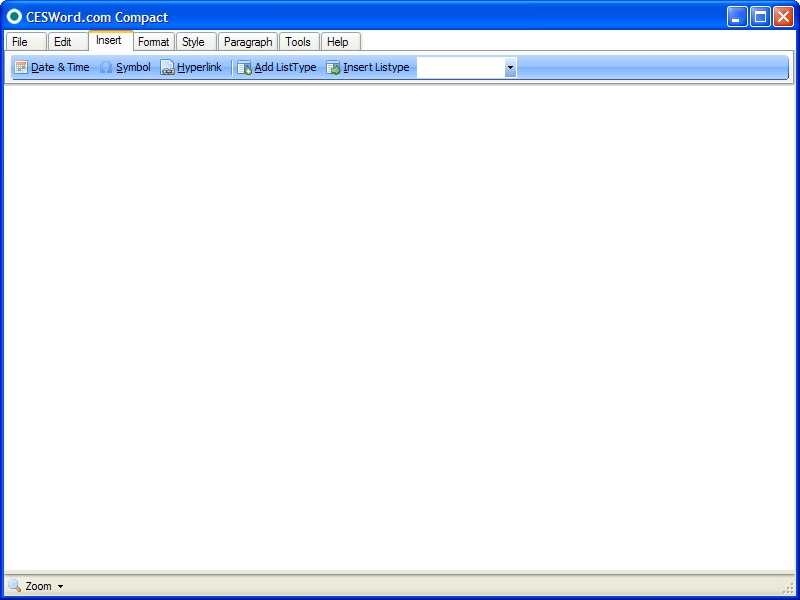 CESWord.com Compact
File Edit Insert Format Style Paragraph Tools Help
Date & Time Symbol Hyperlink Add ListType Insert Listype
Zoom